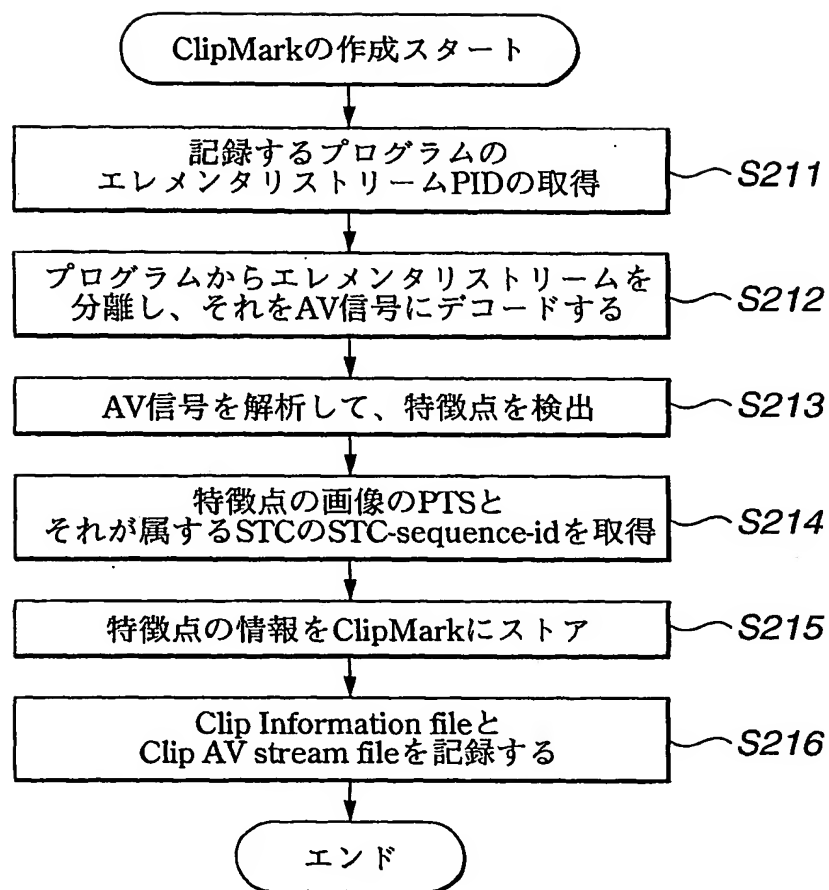 ClipMarkの作成スタート
記録するプログラムの
エレメンタリストリームPIDの取得
S211
プログラムからエレメンタリストリームを
分離し、それをAV信号にデコードする
S212
AV信号を解析して、特徴点を検出
S213
特徴点の画像のPTSと
それが属するSTCのSTC-sequence-idを取得
S214
特徴点の情報をClipMarkにストア
S215
Clip Information fileと
Clip AV stream fileを記録する
S216
エンド